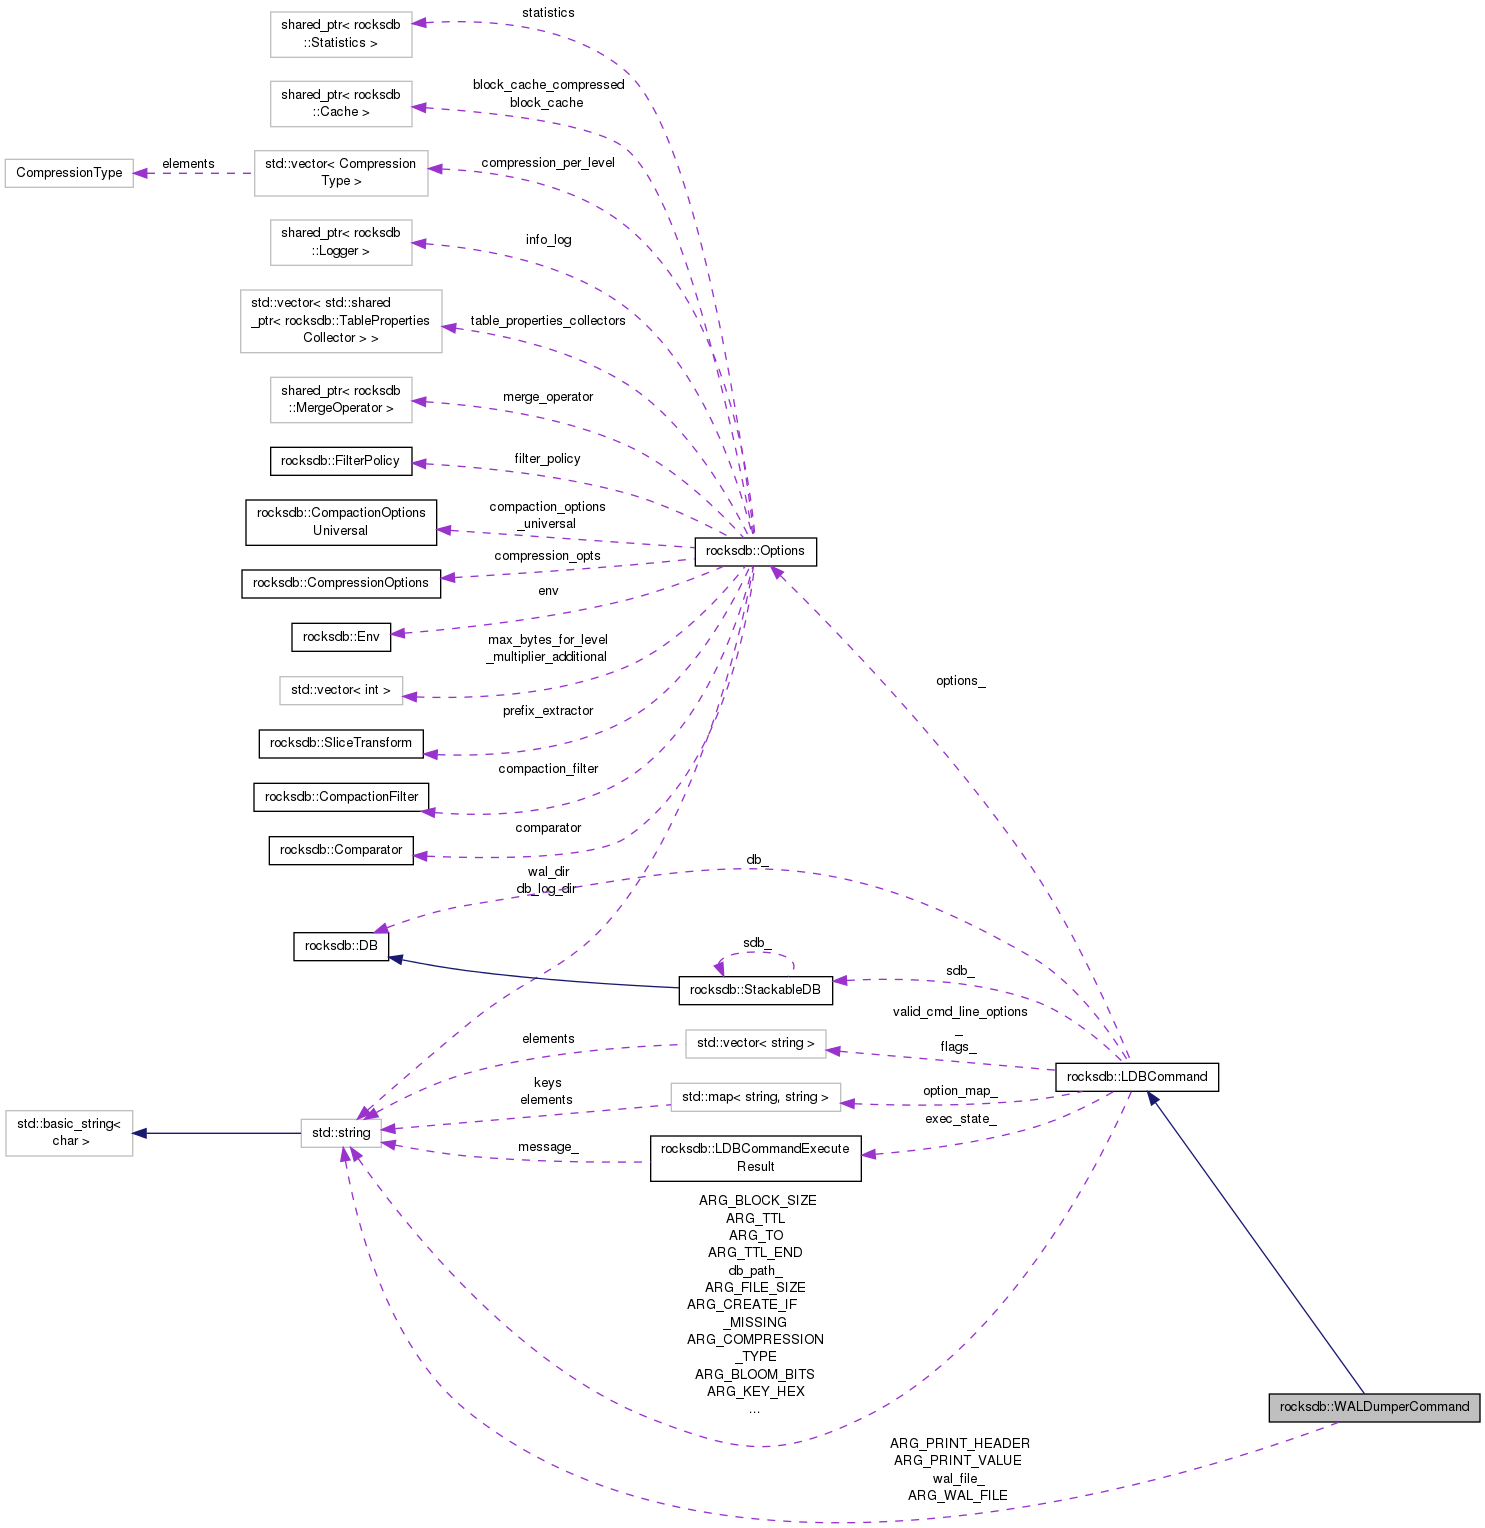 statistics
shared_ptr< rocksdb
::Statistics >
block_cache_compressed
block_cache
shared_ptr< rocksdb
::Cache >
compression_per_level
elements
std::vector< Compression
Type >
CompressionType
info_log
shared_ptr< rocksdb
::Logger >
table_properties_collectors
std::vector< std::shared
_ptr< rocksdb::TableProperties
Collector > >
merge_operator
shared_ptr< rocksdb
::MergeOperator >
filter_policy
rocksdb::FilterPolicy
compaction_options
_universal
rocksdb::CompactionOptions
Universal
rocksdb::Options
compression_opts
rocksdb::CompressionOptions
env
rocksdb::Env
max_bytes_for_level
_multiplier_additional
std::vector< int >
options_
prefix_extractor
rocksdb::SliceTransform
compaction_filter
rocksdb::CompactionFilter
comparator
rocksdb::Comparator
db_
wal_dir
db_log_dir
rocksdb::DB
sdb_
sdb_
rocksdb::StackableDB
valid_cmd_line_options
_
flags_
elements
std::vector< string >
rocksdb::LDBCommand
keys
elements
std::map< string, string >
option_map_
exec_state_
std::basic_string<
char >
std::string
message_
rocksdb::LDBCommandExecute
Result
ARG_BLOCK_SIZE
ARG_TTL
ARG_TO
ARG_TTL_END
db_path_
ARG_FILE_SIZE
ARG_CREATE_IF
_MISSING
ARG_COMPRESSION
_TYPE
ARG_BLOOM_BITS
ARG_KEY_HEX
...
rocksdb::WALDumperCommand
ARG_PRINT_HEADER
ARG_PRINT_VALUE
wal_file_
ARG_WAL_FILE